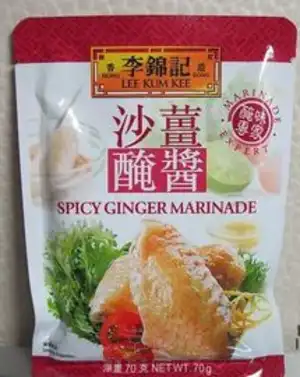 香 李錦記 港
HONG LEE KUM KEE KONG
MARINADE
醃味
專家
EXPERT
沙薑
醃醬
SPICY GINGER MARINADE
淨重 70 克 NET WT. 70g